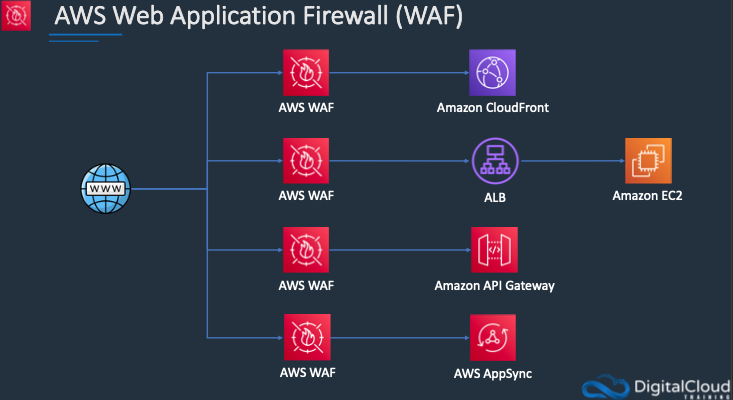 AWS Web Application Firewall (WAF)
AWS WAF
Amazon CloudFront
AWS WAF
ALB
Amazon EC2
WWW
AWS WAF
Amazon API Gateway
AWS WAF
AWS AppSync
DigitalCloud
TRAINING